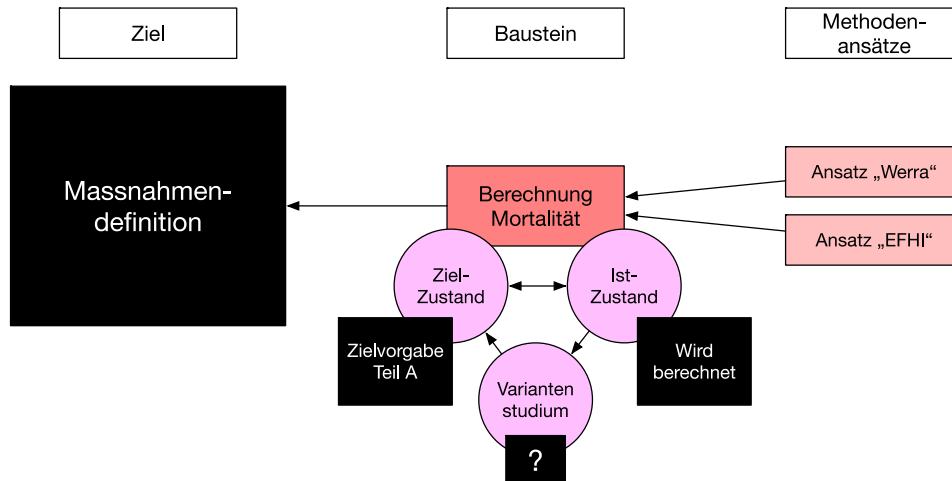 Ziel
Baustein
Methoden-
ansätze
Massnahmen-
definition
Berechnung
Mortalität
Ansatz „Werra“
Ansatz „EFHI“
Ziel-
Zustand
Ist-
Zustand
Zielvorgabe
Teil A
Wird
berechnet
Varianten
studium
?